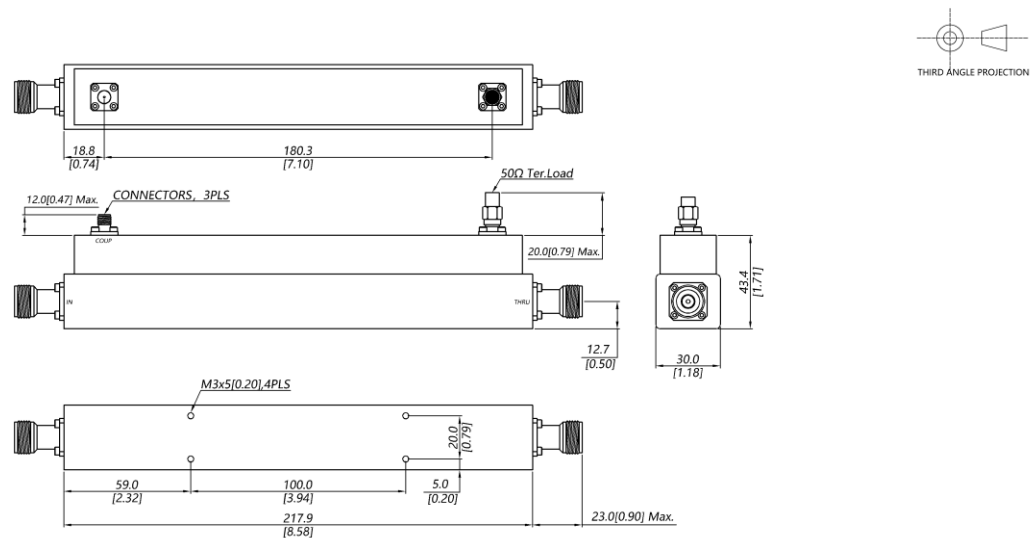 THIRD ANGLE PROJECTION
18.8
[0.74]
180.3
[7.10]
50Ω Ter.Load
12.0[0.47] Max.
CONNECTORS, 3PLS
COUP
20.0[0.79] Max.
IN
THRU
43.4
[1.71]
12.7
[0.50]
30.0
[1.18]
M3x5[0.20],4PLS
20.0
[0.79]
59.0
[2.32]
100.0
[3.94]
5.0
[0.20]
217.9
[8.58]
23.0[0.90] Max.